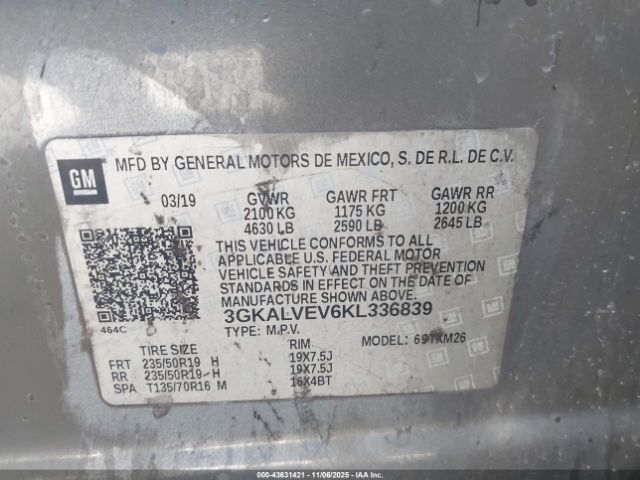 GM
MFD BY GENERAL MOTORS DE MEXICO, S. DE R.L. DE C.V.
03/19 GVWR GAWR FRT GAWR RR
2100 KG 1175 KG 1200 KG
4630 LB 2590 LB 2645 LB
THIS VEHICLE CONFORMS TO ALL
APPLICABLE U.S. FEDERAL MOTOR
VEHICLE SAFETY AND THEFT PREVENTION
STANDARDS IN EFFECT ON THE DATE OF
MANUFACTURE SHOWN ABOVE.
3GKALVEV6KL336839
464C
TYPE: M.P.V. MODEL: 69TXM26
TIRE SIZE RIM
FRT 235/50R19 H 19X7.5J
RR 235/50R19 H 19X7.5J
SPA T135/70R16 M 16X4BT
© IAA - 43631421 - 11/06/2025 - IAAI.COM